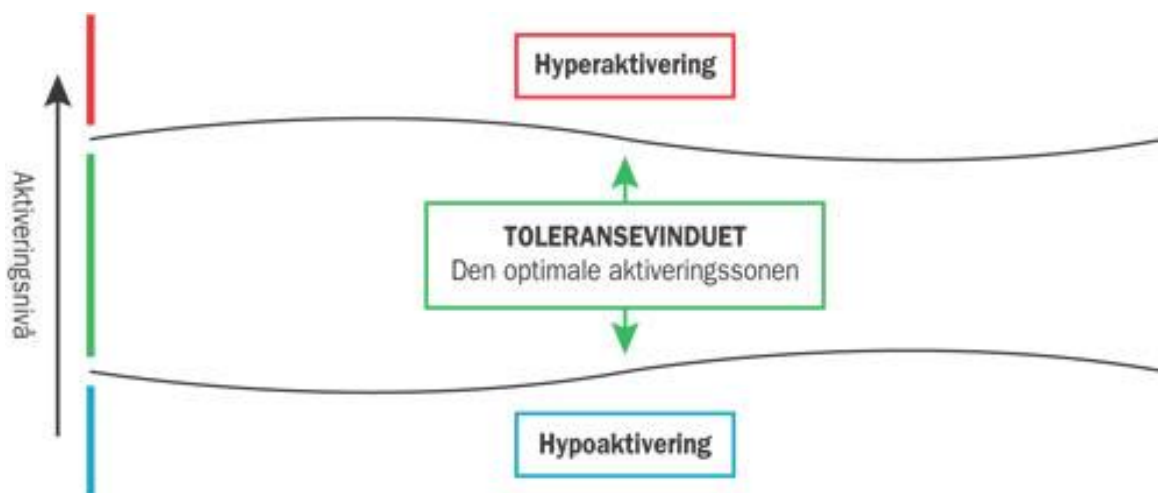 Hyperaktivering
Aktiveringsnivå
TOLERANSEVINDUET
Den optimale aktiveringssonen
Hypoaktivering